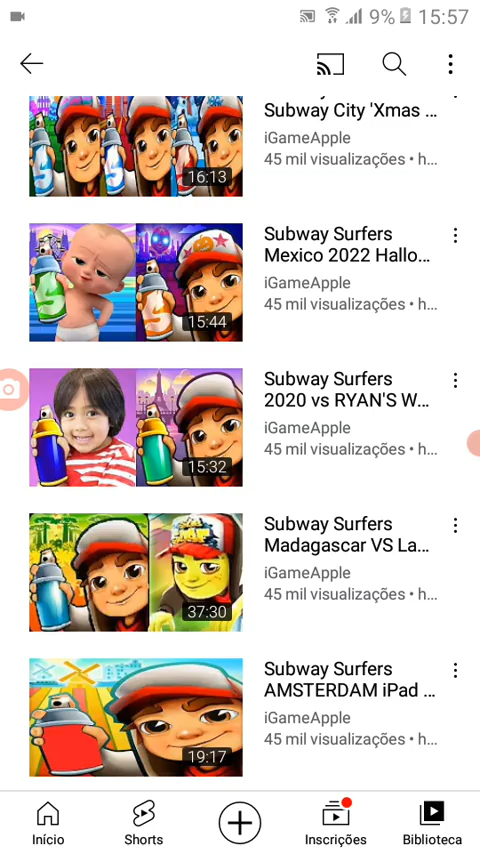 9% 15:57
Subway City 'Xmas ...
iGameApple
45 mil visualizações • h...
16:13
Subway Surfers
Mexico 2022 Hallo...
iGameApple
45 mil visualizações • h...
15:44
Subway Surfers
2020 vs RYAN'S W...
iGameApple
45 mil visualizações • h...
15:32
Subway Surfers
Madagascar VS La...
iGameApple
45 mil visualizações • h...
37:30
Subway Surfers
AMSTERDAM iPad ...
iGameApple
45 mil visualizações • h...
19:17
Início Shorts Inscrições Biblioteca